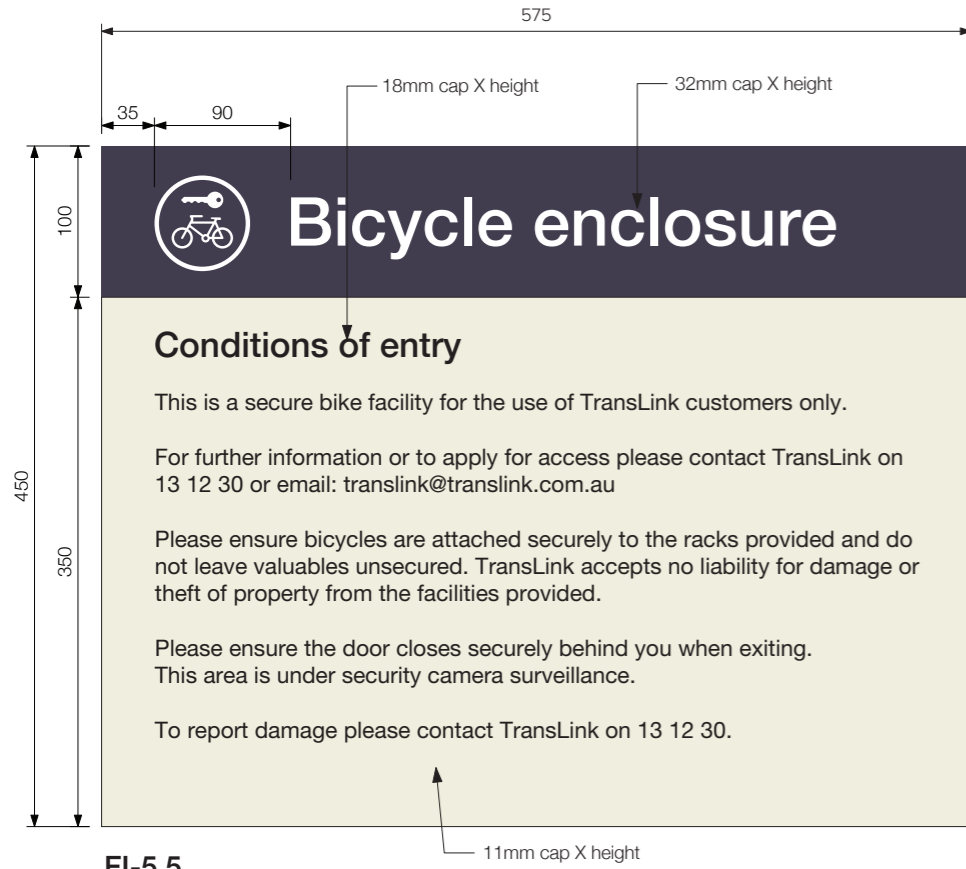 575
18mm cap X height
32mm cap X height
35
90
100
Bicycle enclosure
Conditions of entry
This is a secure bike facility for the use of TransLink customers only.
For further information or to apply for access please contact TransLink on
13 12 30 or email: translink@translink.com.au
450
350
Please ensure bicycles are attached securely to the racks provided and do
not leave valuables unsecured. TransLink accepts no liability for damage or
theft of property from the facilities provided.
Please ensure the door closes securely behind you when exiting.
This area is under security camera surveillance.
To report damage please contact TransLink on 13 12 30.
11mm cap X height